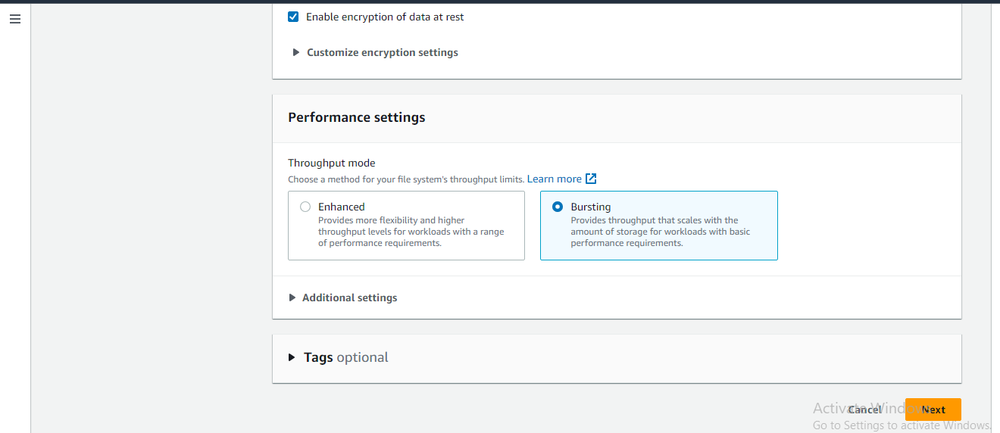 Enable encryption of data at rest
Customize encryption settings
Performance settings
Throughput mode
Choose a method for your file system's throughput limits. Learn more
Enhanced
Provides more flexibility and higher
throughput levels for workloads with a range
of performance requirements.
Bursting
Provides throughput that scales with the
amount of storage for workloads with basic
performance requirements.
Additional settings
Tags optional
Cancel
Next
Activate Windows
Go to Settings to activate Windows.